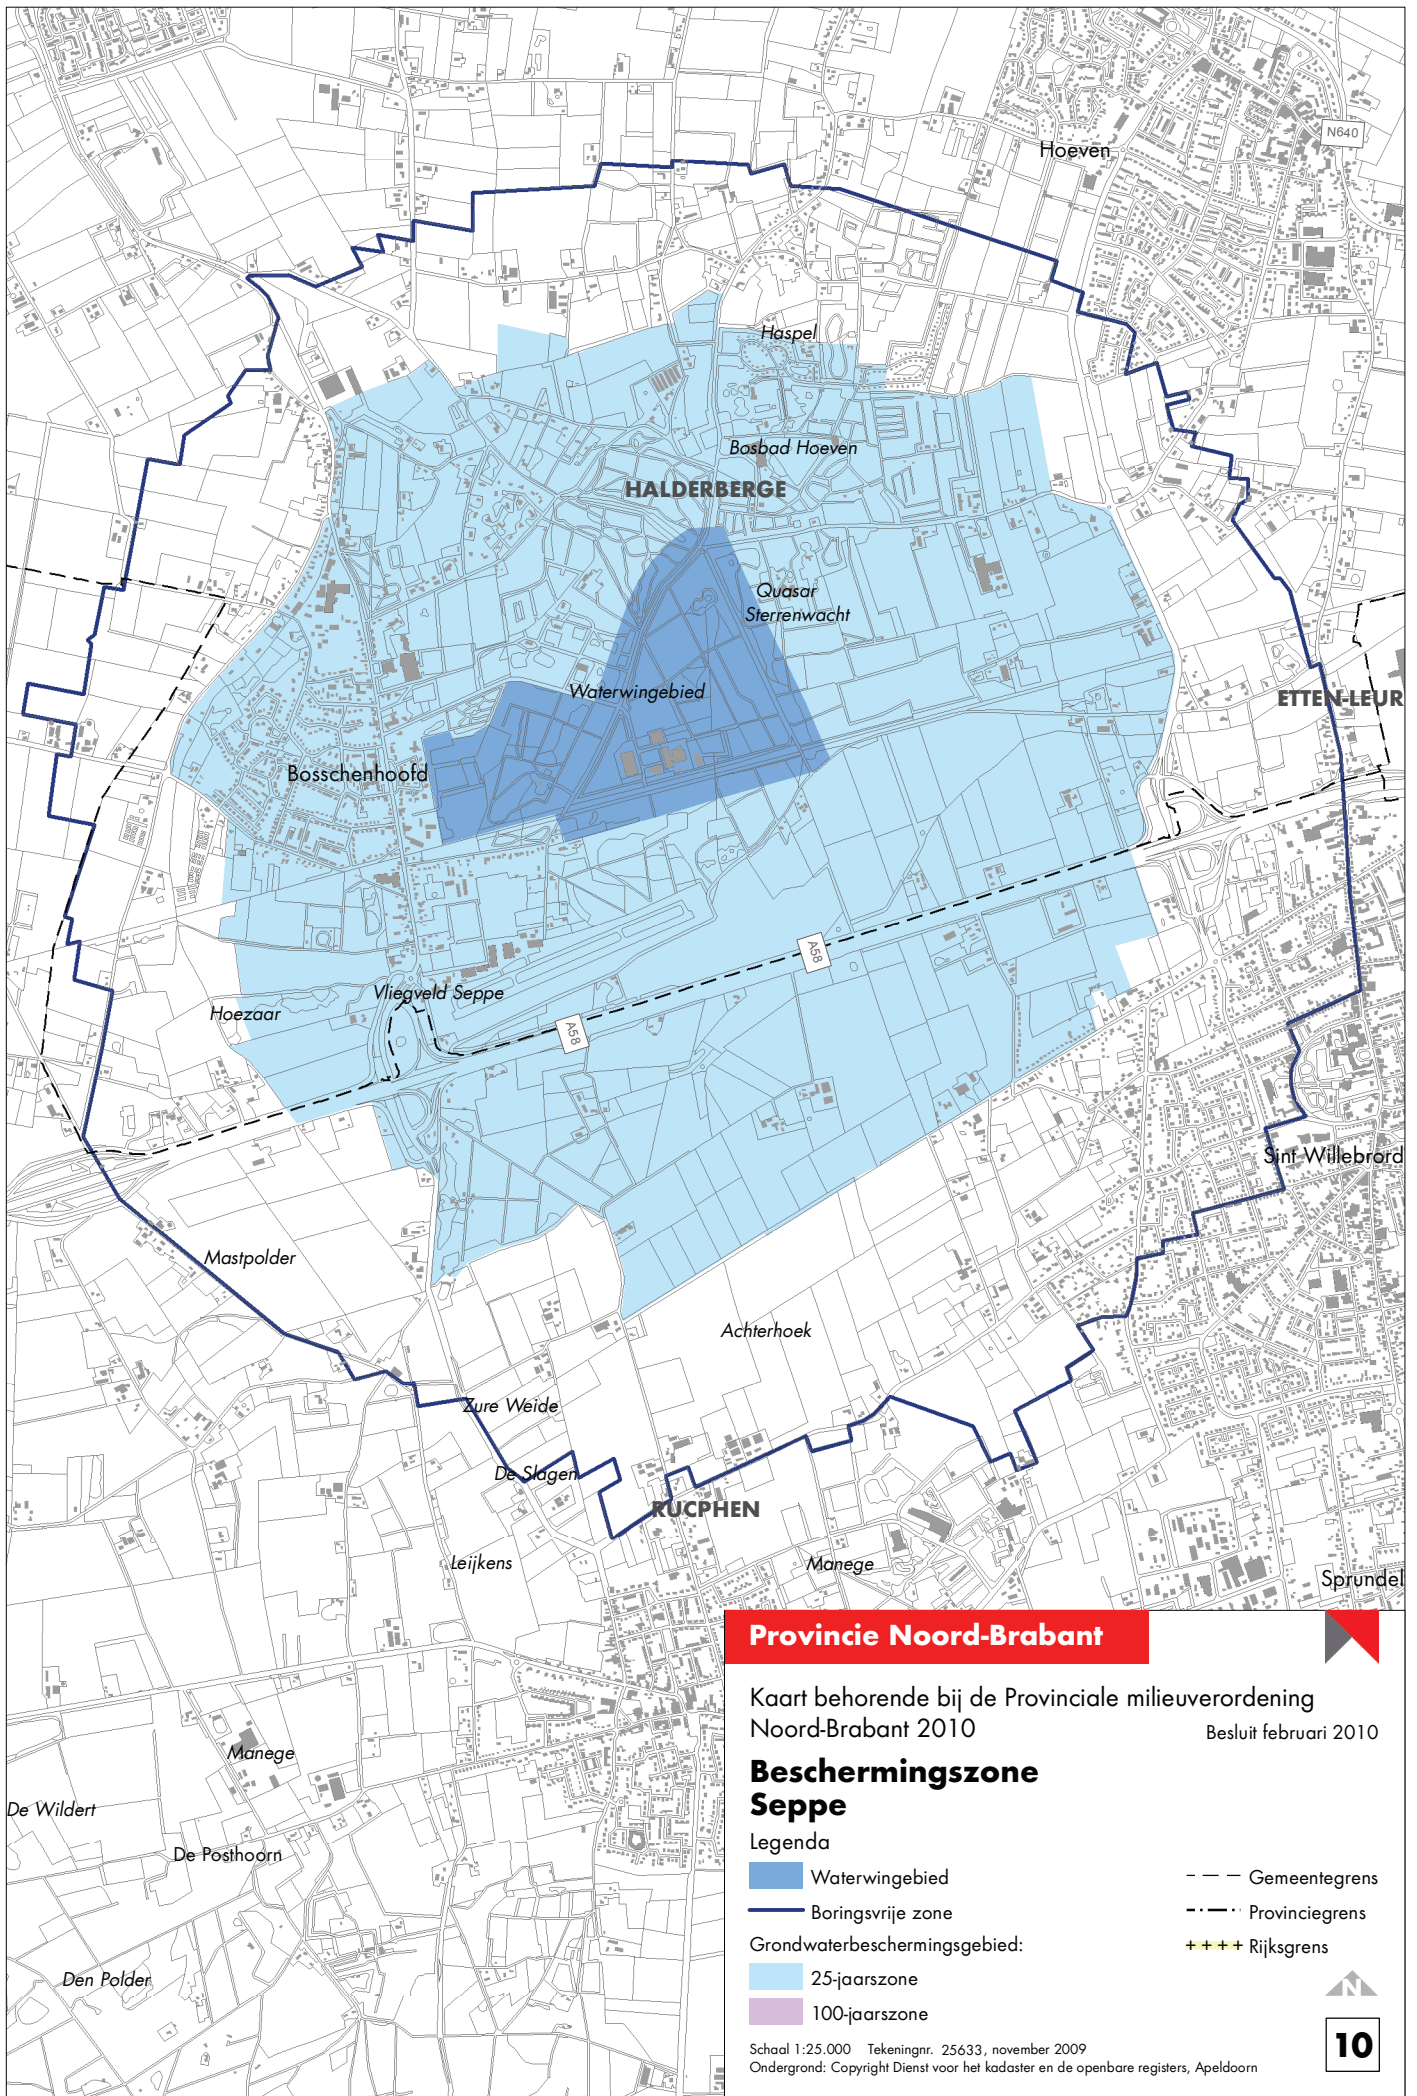 N640
Hoeven
Haspel
Bosbad Hoeven
HALDERBERGE
Quasar
Sterrenwacht
Waterwingebied
ETTEN-LEUR
Bosschenhoofd
A58
Vliegveld Seppe
Hoezaar
A58
Sint Willebrord
Mastpolder
Achterhoek
Zure Weide
De Slagen
RUCPHEN
Leijkens
Manege
Sprundel
Manege
De Wildert
De Posthoorn
Den Polder
Provincie Noord-Brabant
Kaart behorende bij de Provinciale milieuverordening
Noord-Brabant 2010 Besluit februari 2010
Beschermingszone
Seppe
Legenda
Waterwingebied Gemeentegrens
Boringsvrije zone Provinciegrens
Grondwaterbeschermingsgebied: Rijksgrens
25-jaarszone
N
100-jaarszone
10
Schaal 1:25.000 Tekeningnr. 25633, november 2009
Ondergrond: Copyright Dienst voor het kadaster en de openbare registers, Apeldoorn